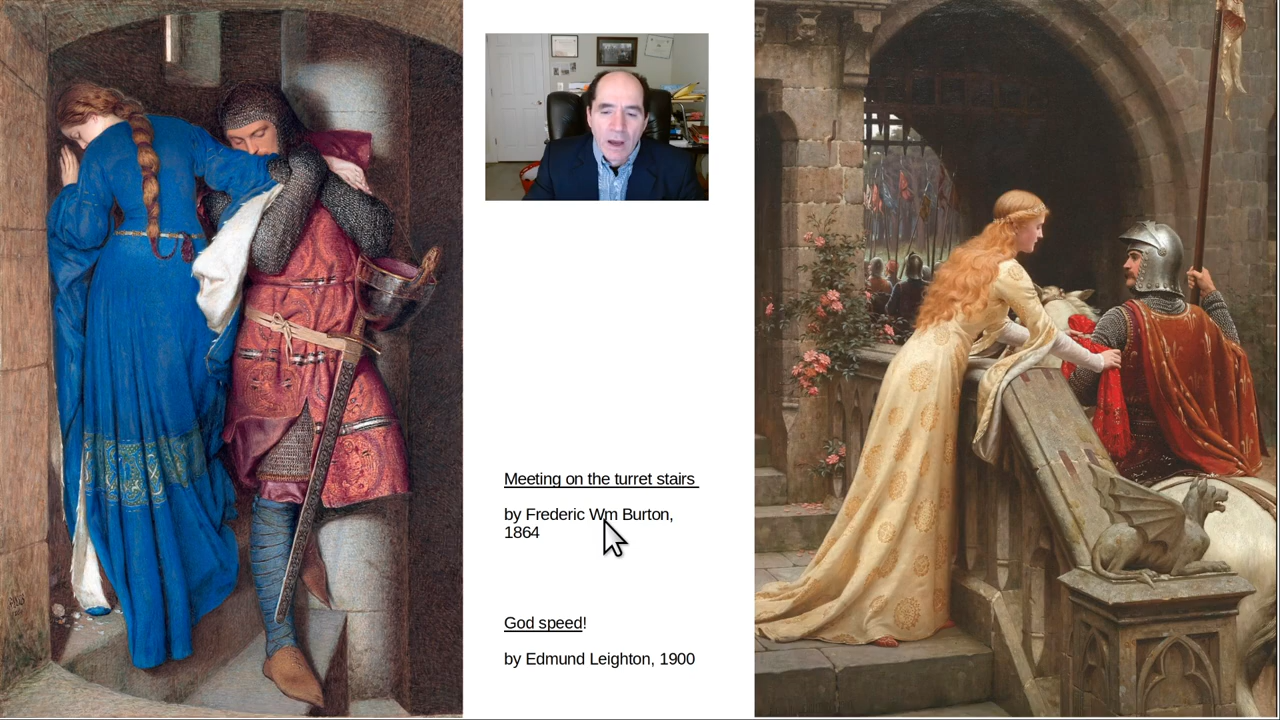 Meeting on the turret stairs
by Frederic Wm Burton,
1864
God speed!
by Edmund Leighton, 1900